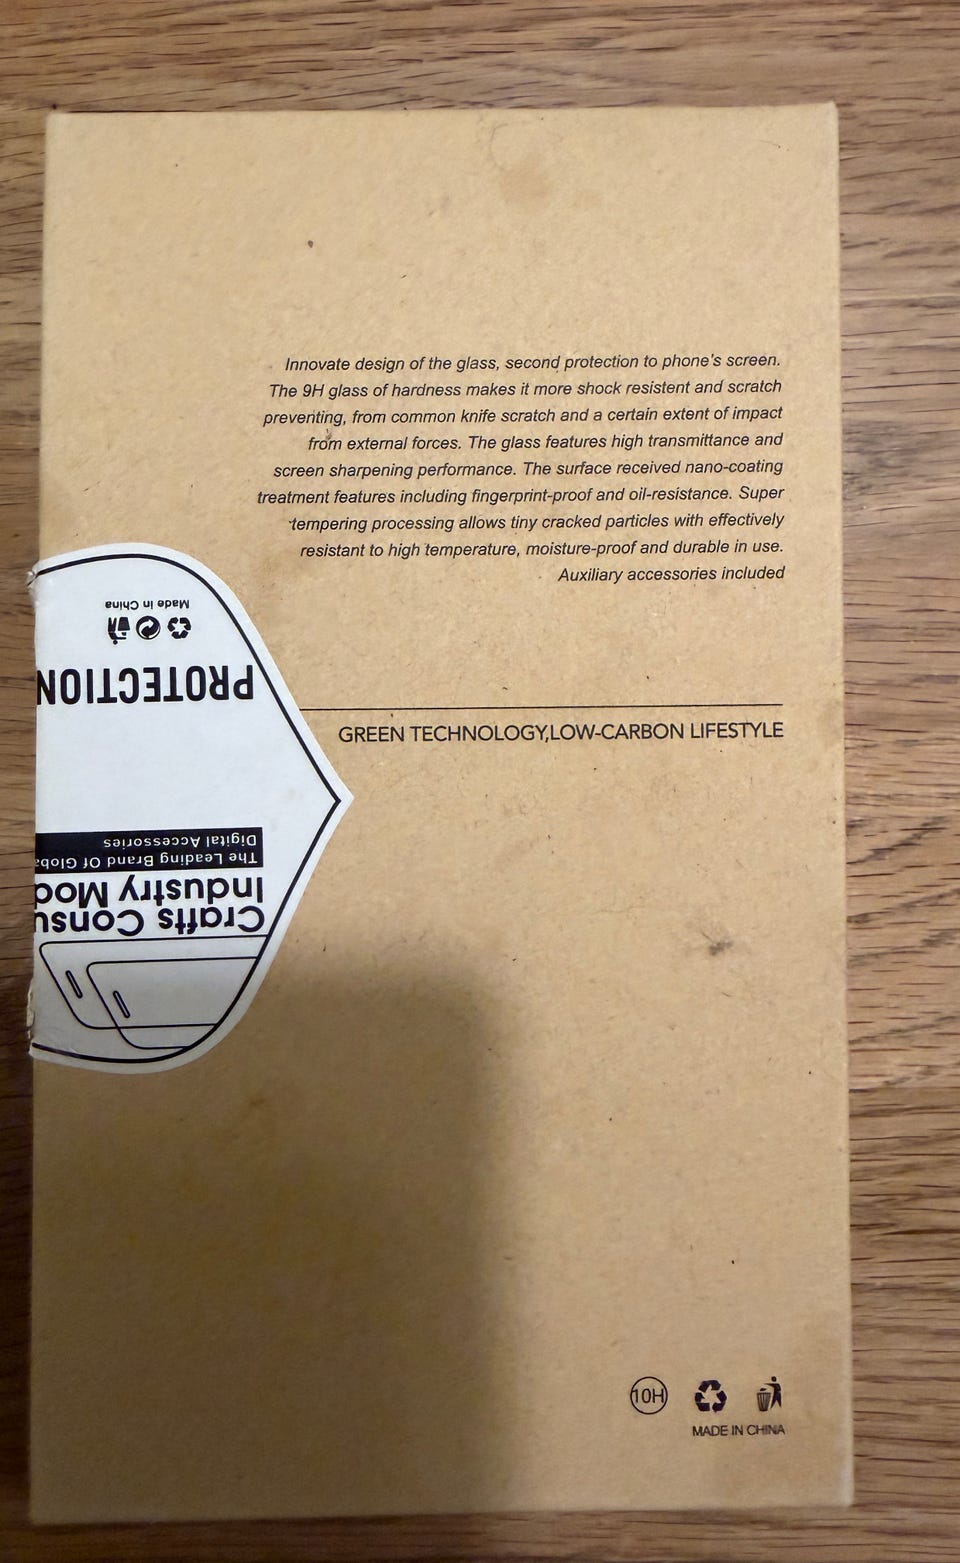 Innovate design of the glass, second protection to phone's screen.
The 9H glass of hardness makes it more shock resistent and scratch
preventing, from common knife scratch and a certain extent of impact
from external forces. The glass features high transmittance and
screen sharpening performance. The surface received nano-coating
treatment features including fingerprint-proof and oil-resistance. Super
tempering processing allows tiny cracked particles with effectively
resistant to high temperature, moisture-proof and durable in use.
Auxiliary accessories included
GREEN TECHNOLOGY,LOW-CARBON LIFESTYLE
Crafts Consu
Industry Mod
The Leading Brand Of Globa
Digital Accessories
PROTECTION
Made in China
10H
MADE IN CHINA